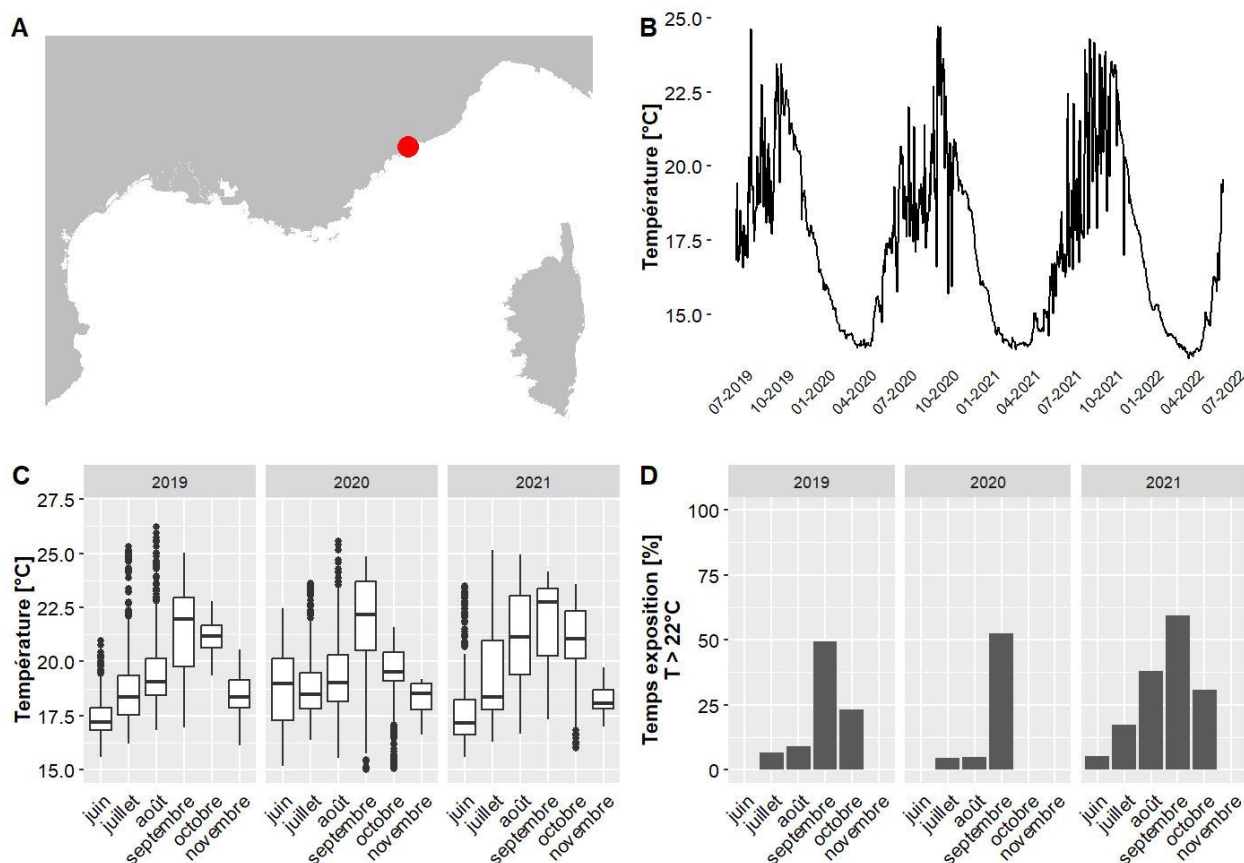 A
B
Température [°C]
25.0
22.5
20.0
17.5
15.0
07-2019
10-2019
01-2020
04-2020
07-2020
10-2020
01-2021
04-2021
07-2021
10-2021
01-2022
04-2022
07-2022
C
2019
2020
2021
Température [°C]
27.5
25.0
22.5
20.0
17.5
15.0
juin
juillet
août
septembre
octobre
novembre
juin
juillet
août
septembre
octobre
novembre
juin
juillet
août
septembre
octobre
novembre
D
2019
2020
2021
Temps exposition [%]
T > 22°C
100
75
50
25
0
juin
juillet
août
septembre
octobre
novembre
juin
juillet
août
septembre
octobre
novembre
juin
juillet
août
septembre
octobre
novembre